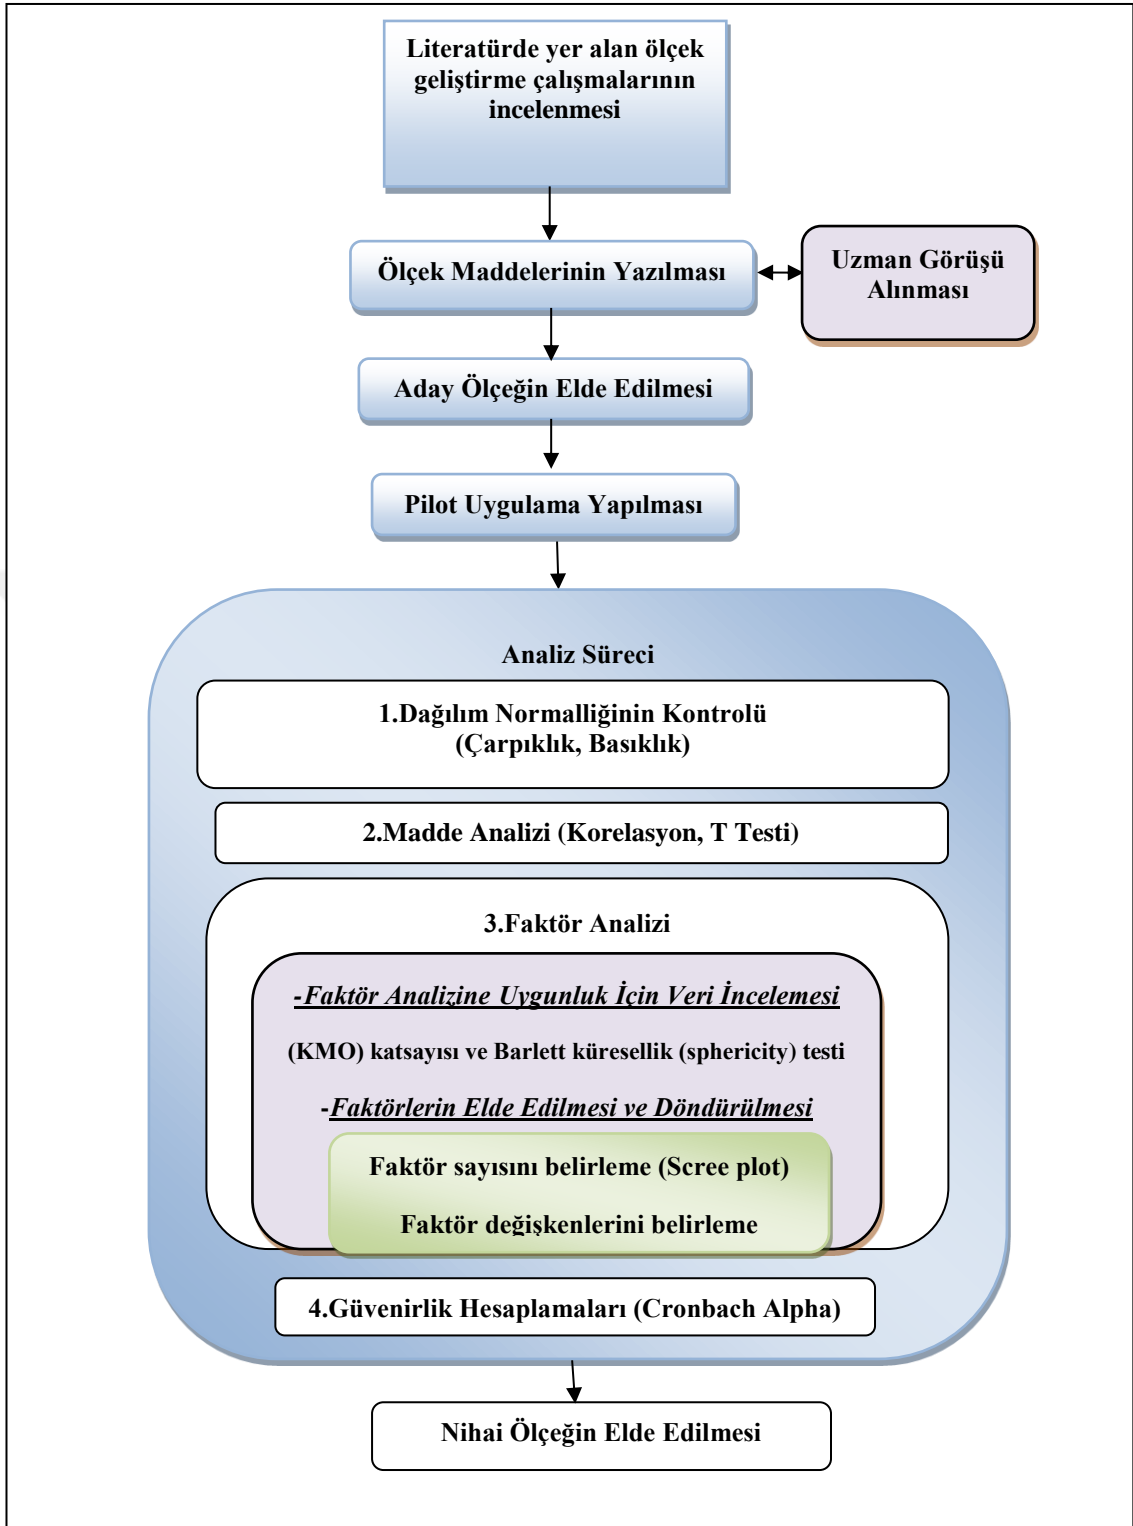 Literatürde yer alan ölçek
geliştirme çalışmalarının
incelenmesi
Ölçek Maddelerinin Yazılması
Uzman Görüşü
Alınması
Aday Ölçeğin Elde Edilmesi
Pilot Uygulama Yapılması
Analiz Süreci
1.Dağılım Normalliğinin Kontrolü
(Çarpıklık, Basıklık)
2.Madde Analizi (Korelasyon, T Testi)
3.Faktör Analizi
-Faktör Analizine Uygunluk İçin Veri İncelemesi
(KMO) katsayısı ve Barlett küresellik (sphericity) testi
-Faktörlerin Elde Edilmesi ve Döndürülmesi
Faktör sayısını belirleme (Scree plot)
Faktör değişkenlerini belirleme
4.Güvenirlik Hesaplamaları (Cronbach Alpha)
Nihai Ölçeğin Elde Edilmesi